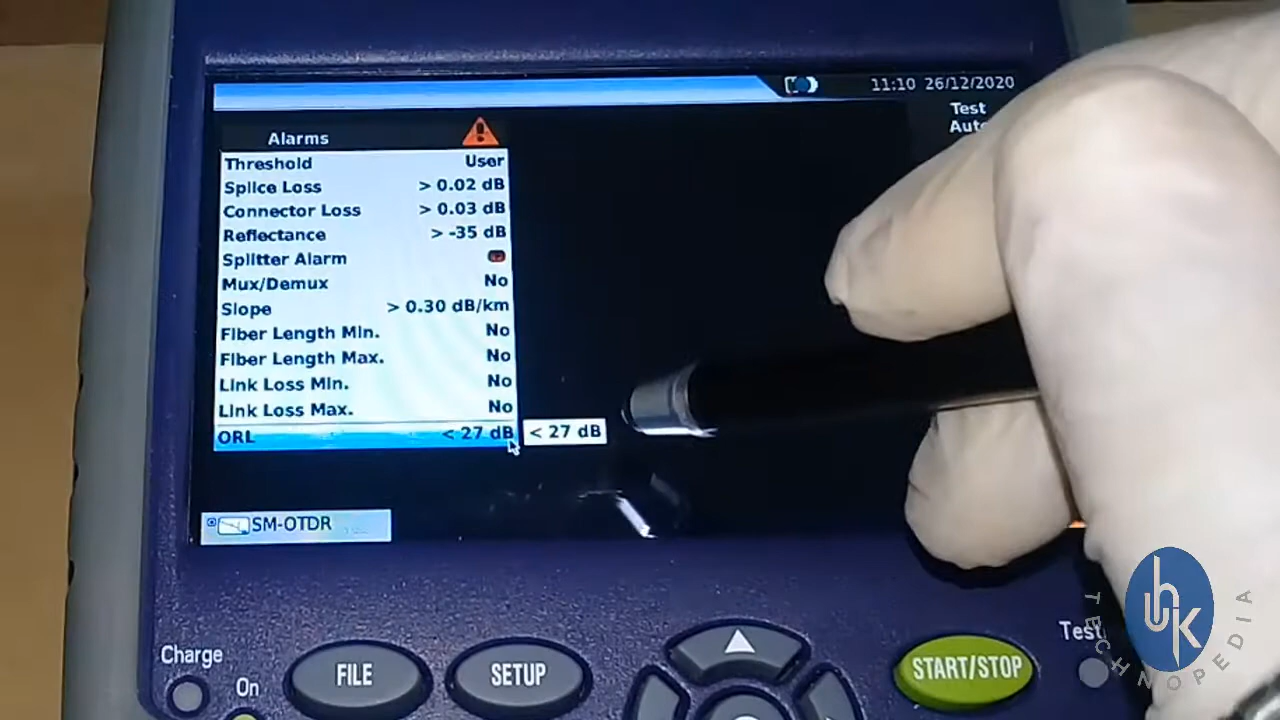 11:10 26/12/2020
Test
Auto
Alarms
Threshold User
Splice Loss > 0.02 dB
Connector Loss > 0.03 dB
Reflectance > -35 dB
Splitter Alarm
Mux/Demux No
Slope > 0.30 dB/km
Fiber Length Min. No
Fiber Length Max. No
Link Loss Min. No
Link Loss Max. No
ORL < 27 dB < 27 dB
SM-OTDR
Charge
On
FILE
SETUP
START/STOP
Test
hk
TECHNOPEDIA